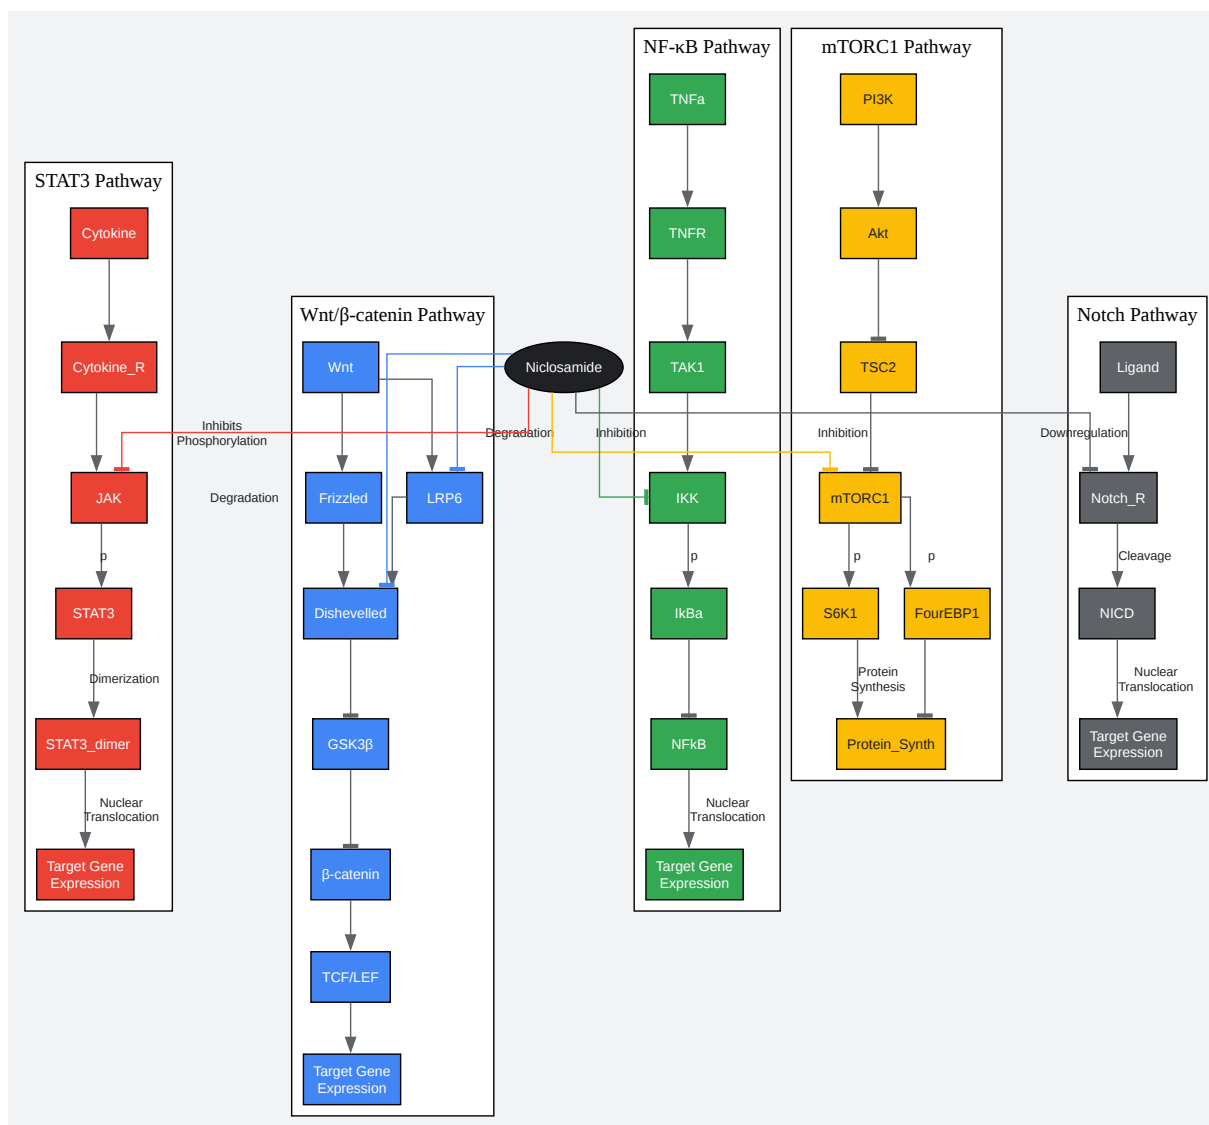 NF-κB Pathway
mTORC1 Pathway
TNFa
PI3K
STAT3 Pathway
Cytokine
TNFR
Akt
Wnt/β-catenin Pathway
Notch Pathway
Cytokine_R
Wnt
Niclosamide
TAK1
TSC2
Ligand
Inhibits
Phosphorylation
Degradation
Inhibition
Inhibition
Downregulation
JAK
Degradation
Frizzled
LRP6
IKK
mTORC1
Notch_R
p
p
p
p
Cleavage
STAT3
Dishevelled
IkBa
S6K1
FourEBP1
NICD
Dimerization
Protein
Synthesis
Nuclear
Translocation
STAT3_dimer
GSK3β
NFkB
Protein_Synth
Target Gene
Expression
Nuclear
Translocation
Nuclear
Translocation
Target Gene
Expression
β-catenin
Target Gene
Expression
TCF/LEF
Target Gene
Expression